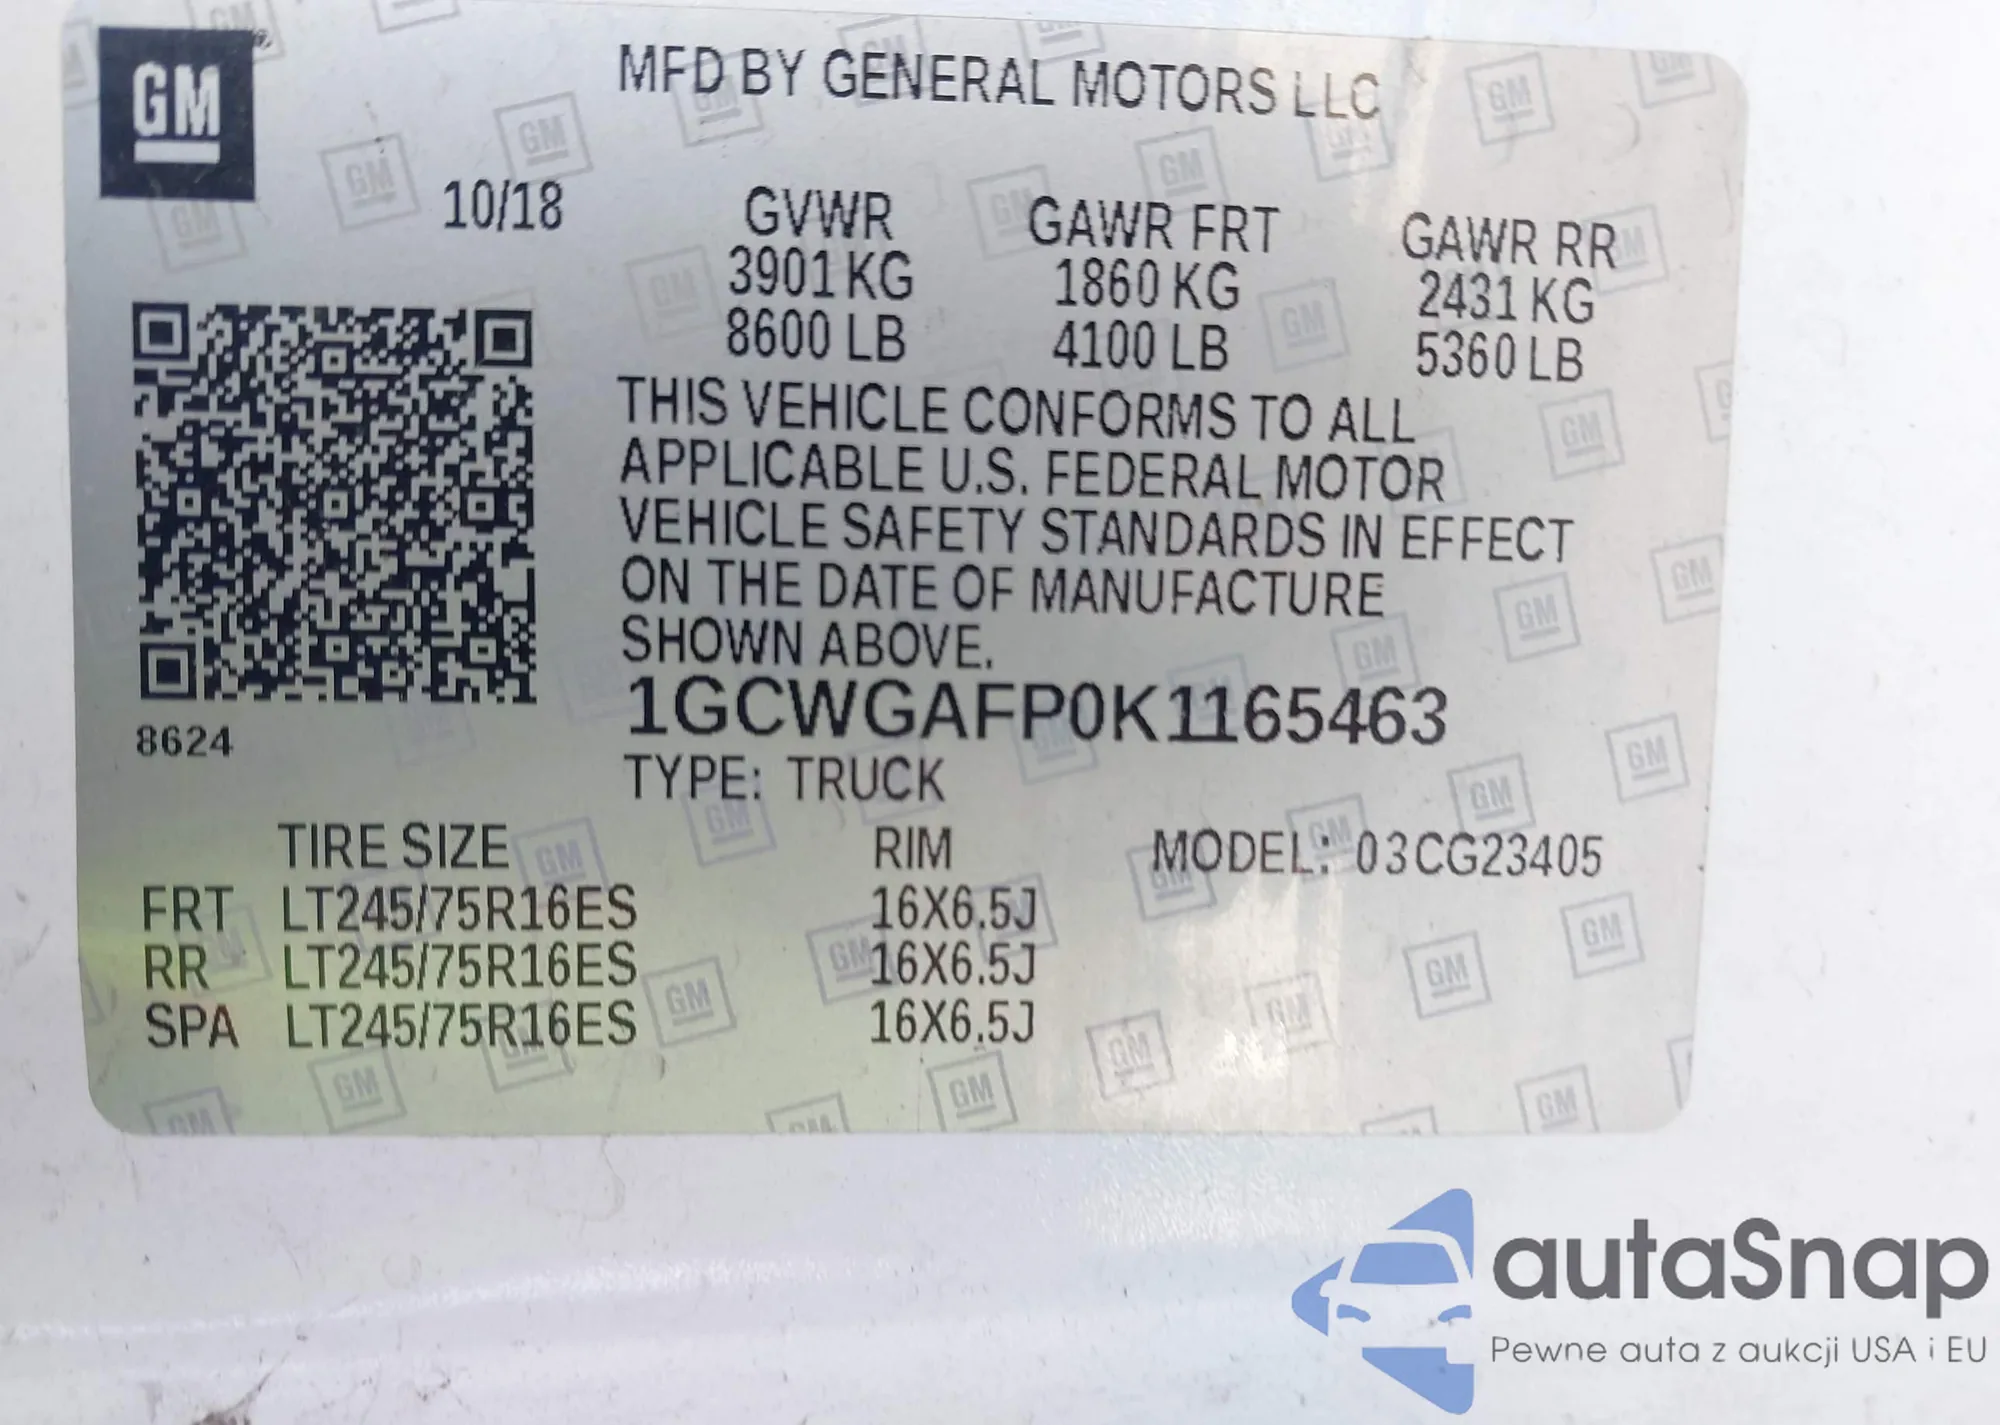 GM
MFD BY GENERAL MOTORS LLC
10/18
GVWR GAWR FRT GAWR RR
3901 KG 1860 KG 2431 KG
8600 LB 4100 LB 5360 LB
THIS VEHICLE CONFORMS TO ALL
APPLICABLE U.S. FEDERAL MOTOR
VEHICLE SAFETY STANDARDS IN EFFECT
ON THE DATE OF MANUFACTURE
SHOWN ABOVE.
1GCWGAFP0K1165463
8624
TYPE: TRUCK
TIRE SIZE RIM MODEL: 03CG23405
FRT LT245/75R16ES 16X6.5J
RR LT245/75R16ES 16X6.5J
SPA LT245/75R16ES 16X6.5J
autaSnap
Pewne auta z aukcji USA i EU